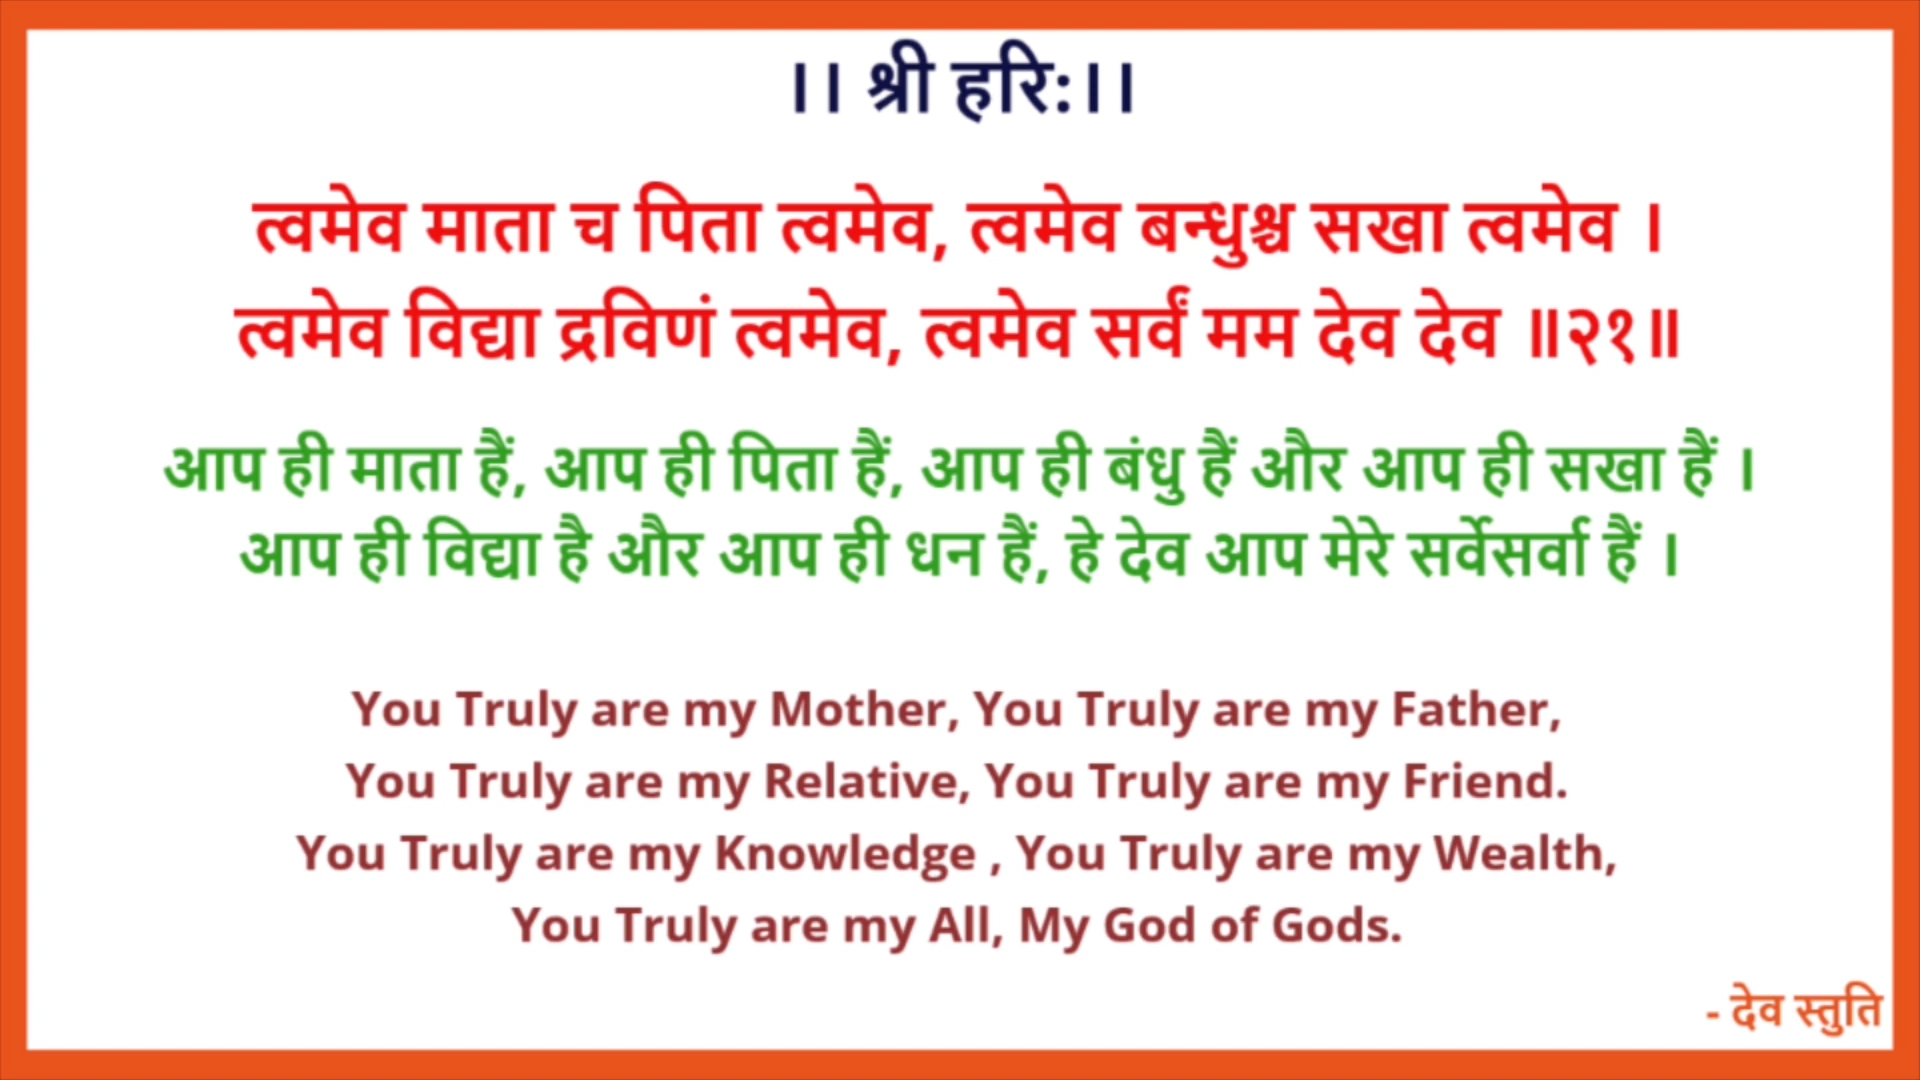 ।। श्री हरि:।।
त्वमेव माता च पिता त्वमेव, त्वमेव बन्धुश्च सखा त्वमेव ।
त्वमेव विद्या द्रविणं त्वमेव, त्वमेव सर्वं मम देव देव ॥२१॥
आप ही माता हैं, आप ही पिता हैं, आप ही बंधु हैं और आप ही सखा हैं ।
आप ही विद्या है और आप ही धन हैं, हे देव आप मेरे सर्वेसर्वा हैं ।
You Truly are my Mother, You Truly are my Father,
You Truly are my Relative, You Truly are my Friend.
You Truly are my Knowledge , You Truly are my Wealth,
You Truly are my All, My God of Gods.
- देव स्तुति